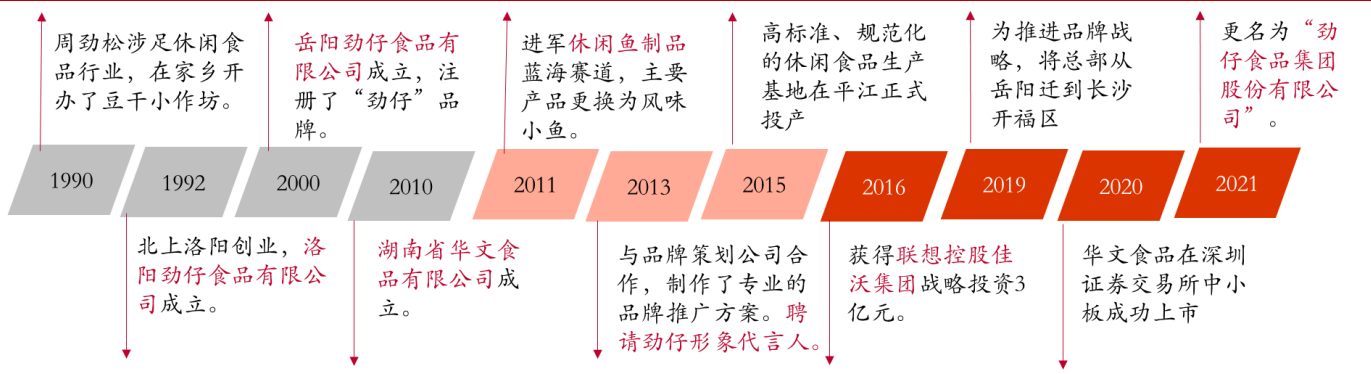 周劲松涉足休闲食
品行业，在家乡开
办了豆干小作坊。
岳阳劲仔食品有
限公司成立，注
册了“劲仔”品
牌。
进军休闲鱼制品
蓝海赛道，主要
产品更换为风味
小鱼。
高标准、规范化
的休闲食品生产
基地在平江正式
投产
为推进品牌战
略，将总部从
岳阳迁到长沙
开福区
更名为“劲
仔食品集团
股份有限公
司”。
1990
1992
2000
2010
2011
2013
2015
2016
2019
2020
2021
北上洛阳创业，洛
阳劲仔食品有限公
司成立。
湖南省华文食
品有限公司成
立。
与品牌策划公司合
作，制作了专业的
品牌推广方案。聘
请劲仔形象代言人。
获得联想控股佳
沃集团战略投资3
亿元。
华文食品在深圳
证券交易所中小
板成功上市